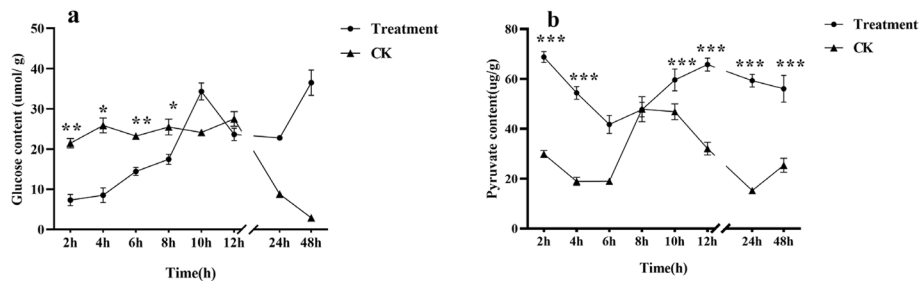 a
Treatment
CK
Glucose content (umol/ g)
50
40
30
20
10
0
** * ** *
2h 4h 6h 8h 10h 12h 24h 48h
Time(h)
b
Treatment
CK
Pyruvate content(ug/g)
80
60
40
20
0
*** *** *** *** *** ***
2h 4h 6h 8h 10h 12h 24h 48h
Time(h)